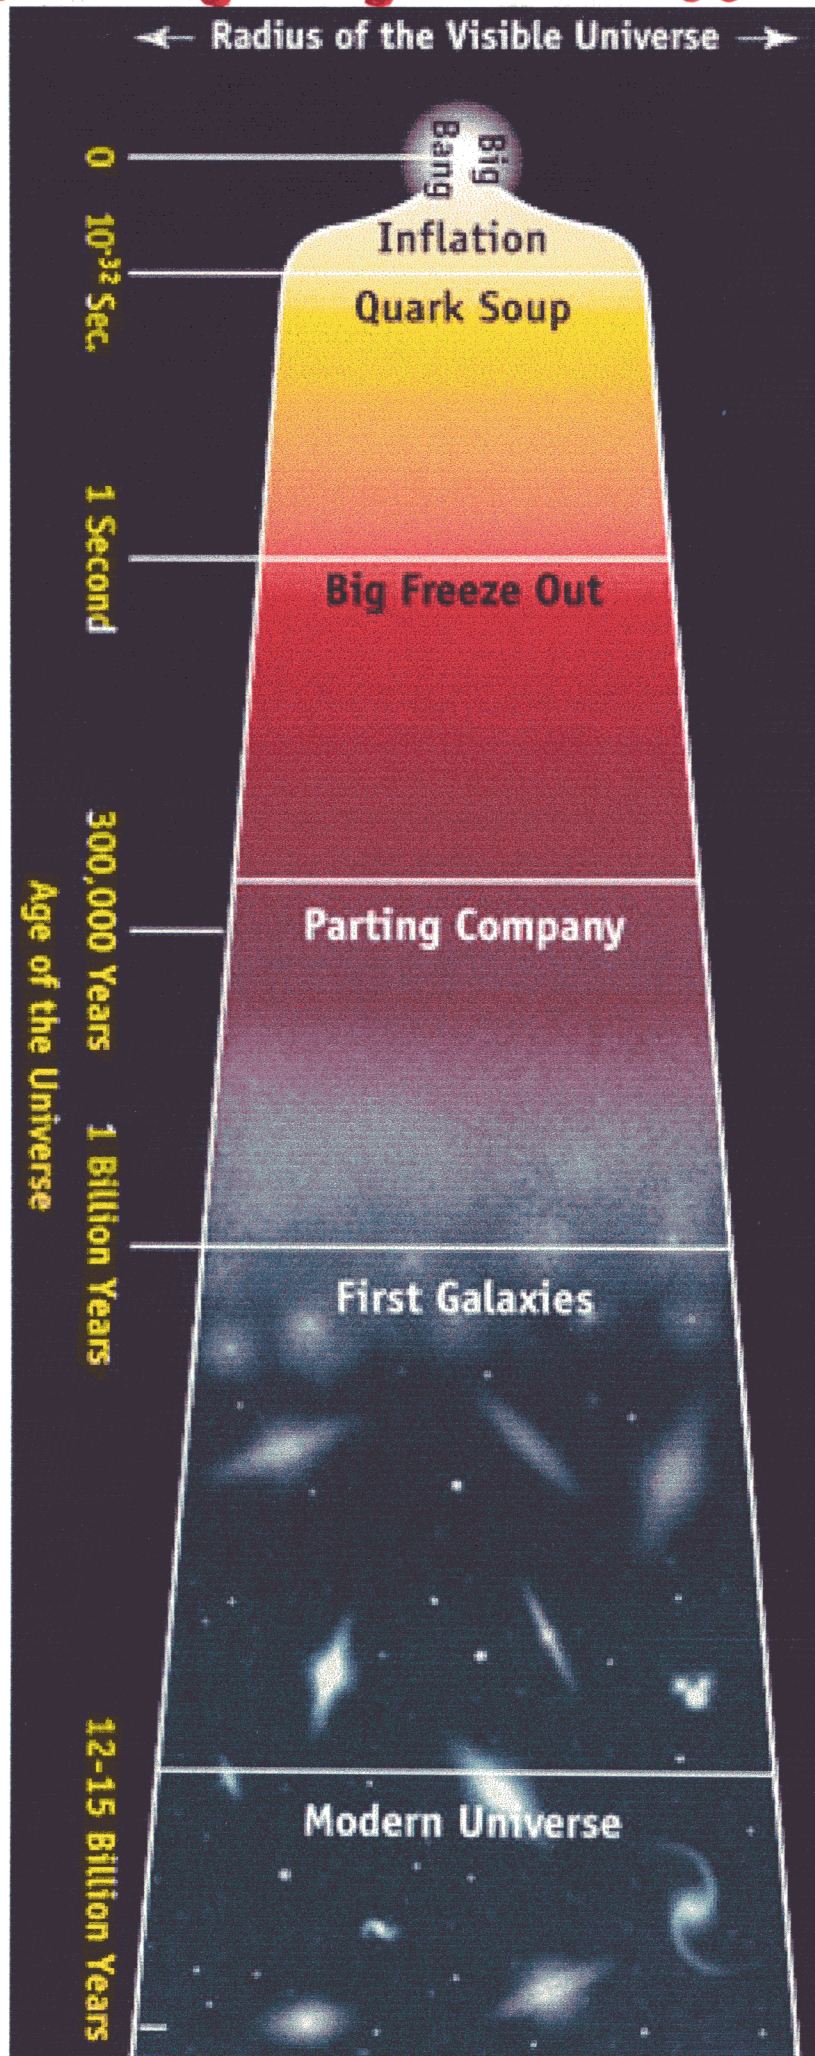 Radius of the Visible Universe
Big
Bang
0
Inflation
10⁻³² Sec.
Quark Soup
1 Second
Big Freeze Out
300,000 Years
Parting Company
Age of the Universe
1 Billion Years
First Galaxies
12-15 Billion Years
Modern Universe